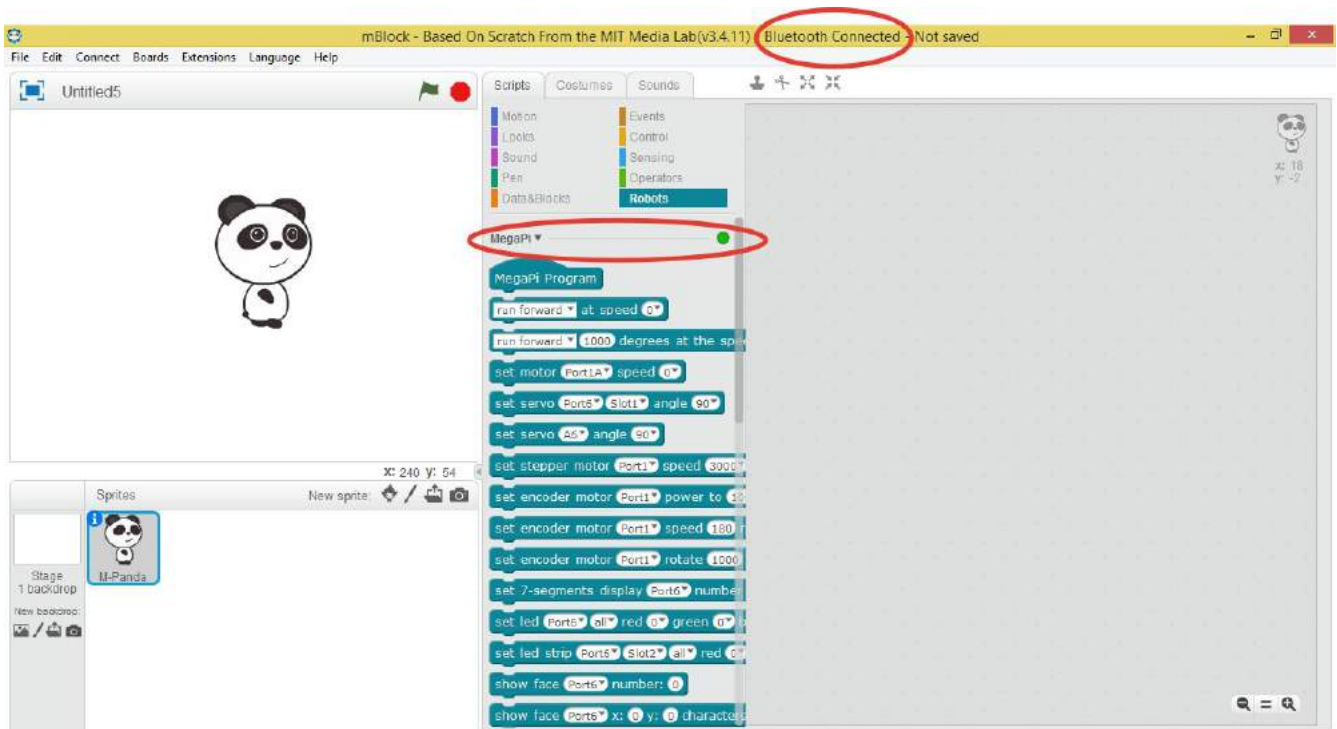 mBlock - Based On Scratch From the MIT Media Lab(v3.4.11) - Bluetooth Connected - Not saved
File Edit Connect Boards Extensions Language Help
Untitled5
Scripts Costumes Sounds
Motion Events
Looks Control
Sound Sensing
Pen Operators
Data&Blocks Robots
x: 18
y: -2
MegaPi
MegaPi Program
run forward at speed 0
run forward 1000 degrees at the spe
set motor Port1A speed 0
set servo Port6 Slot1 angle 90
set servo A6 angle 90
set stepper motor Port1 speed 3000
set encoder motor Port1 power to 10
set encoder motor Port1 speed 180 r
set encoder motor Port1 rotate 1000
set 7-segments display Port6 number
set led Port6 all red 0 green 0 b
set led strip Port6 Slot2 all red 0
show face Port6 number: 0
show face Port6 x: 0 y: 0 characters
X: 240 y: 54
Sprites New sprite:
M-Panda
Stage
1 backdrop
New backdrop: